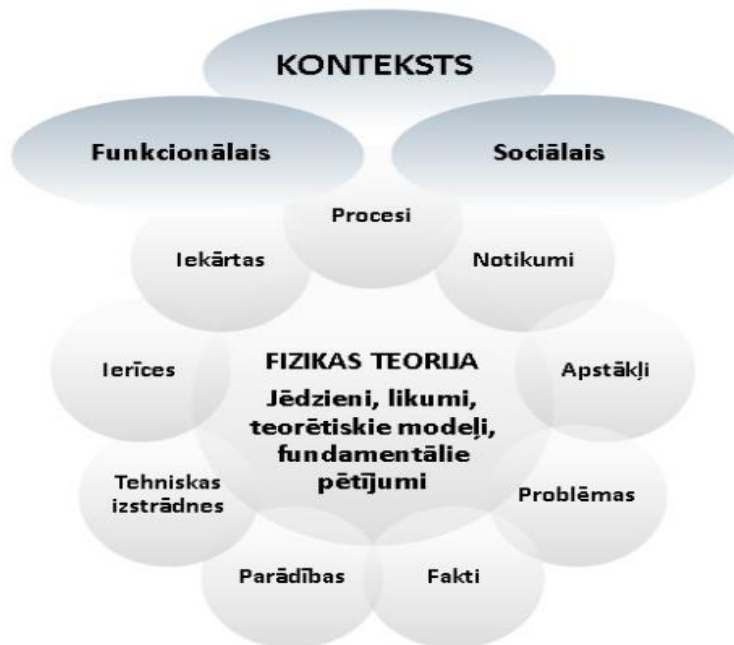 KONTEKSTS
Funkcionālais
Sociālais
Procesi
Iekārtas
Notikumi
Ierīces
FIZIKAS TEORIJA
Jēdzieni, likumi,
teorētiskie modeļi,
fundamentālie
pētījumi
Apstākļi
Tehniskas
izstrādnes
Problēmas
Parādības
Fakti